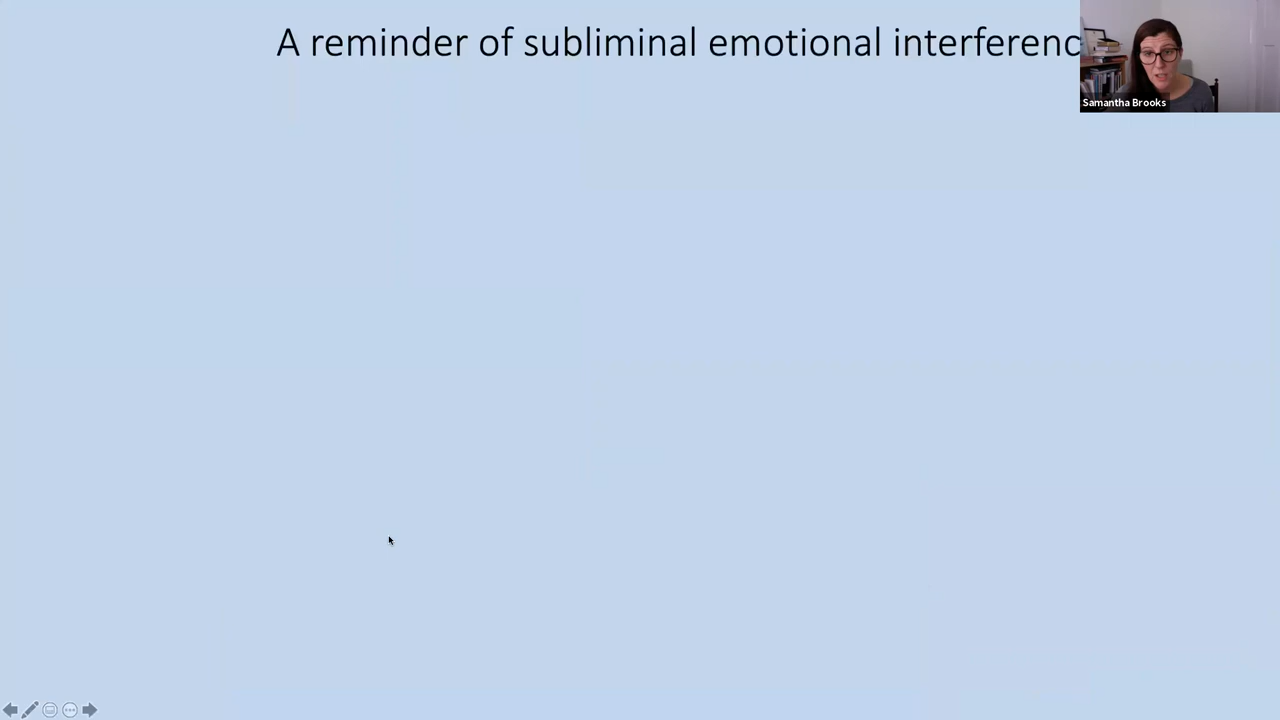 A reminder of subliminal emotional interferenc
Samantha Brooks